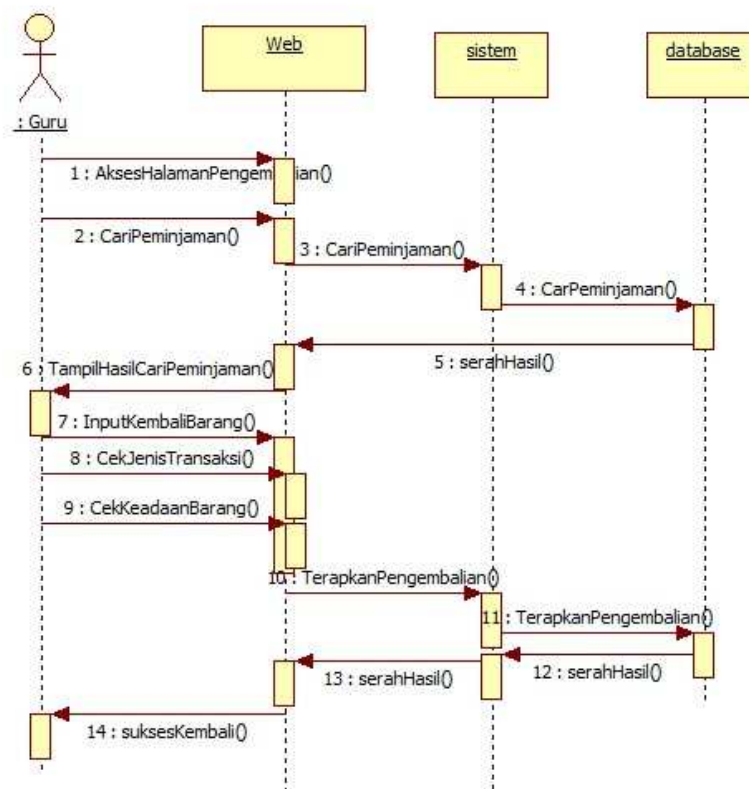 Web
sistem
database
: Guru
1 : AksesHalamanPengembalian()
2 : CariPeminjaman()
3 : CariPeminjaman()
4 : CarPeminjaman()
5 : serahHasil()
6 : TampilHasilCariPeminjaman()
7 : InputKembaliBarang()
8 : CekJenisTransaksi()
9 : CekKeadaanBarang()
10 : TerapkanPengembalian()
11 : TerapkanPengembalian()
12 : serahHasil()
13 : serahHasil()
14 : suksesKembali()